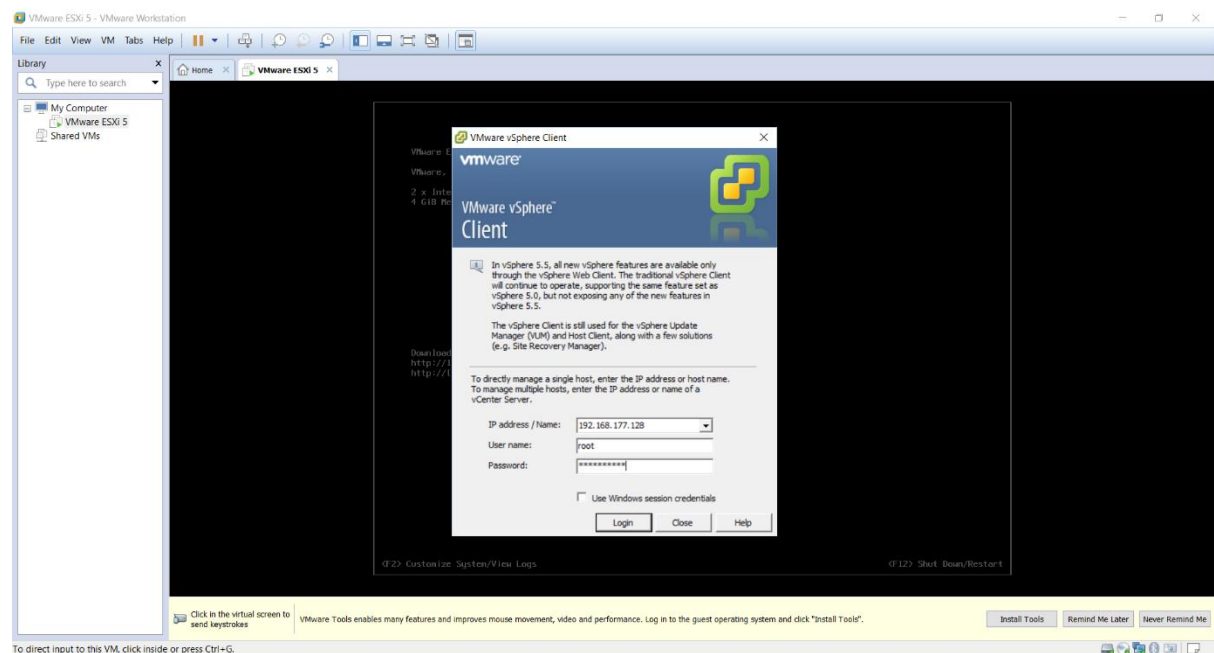 VMware ESXi 5 - VMware Workstation
File Edit View VM Tabs Help
Library x
Home × VMware ESXi 5 ×
Type here to search
My Computer
VMware ESXi 5
Shared VMs
VMware E
VMware,
2 x Inte
4 GiB Me
Download
http://
http://
VMware vSphere Client
vmware
VMware vSphere™
Client
In vSphere 5.5, all new vSphere features are available only
through the vSphere Web Client. The traditional vSphere Client
will continue to operate, supporting the same feature set as
vSphere 5.0, but not exposing any of the new features in
vSphere 5.5.
The vSphere Client is still used for the vSphere Update
Manager (VUM) and Host Client, along with a few solutions
(e.g. Site Recovery Manager).
To directly manage a single host, enter the IP address or host name.
To manage multiple hosts, enter the IP address or name of a
vCenter Server.
IP address / Name: 192.168.177.128
User name: root
Password: **********
Use Windows session credentials
Login Close Help
<F2> Customize System/View Logs <F12> Shut Down/Restart
Click in the virtual screen to
send keystrokes
VMware Tools enables many features and improves mouse movement, video and performance. Log in to the guest operating system and click "Install Tools".
Install Tools Remind Me Later Never Remind Me
To direct input to this VM, click inside or press Ctrl+G.